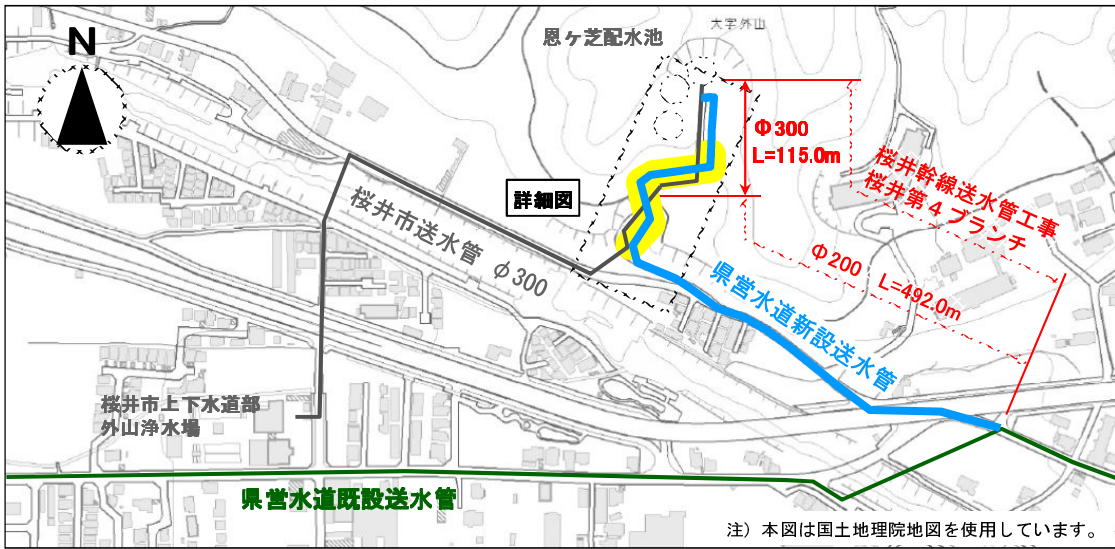 N
恩ヶ芝配水池
大字外山
Φ300
L=115.0m
桜井幹線送水管工事
桜井第4ブランチ
詳細図
桜井市送水管 φ300
Φ200 L=492.0m
県営水道新設送水管
桜井市上下水道部
外山浄水場
県営水道既設送水管
注）本図は国土地理院地図を使用しています。